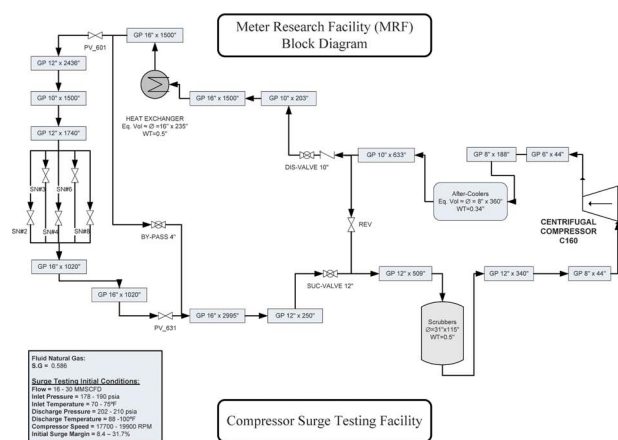 Meter Research Facility (MRF)
Block Diagram
PV_601
GP 16" x 1500"
GP 12" x 2436"
GP 10" x 1500"
GP 12" x 1740"
HEAT EXCHANGER
Eq. Vol = Ø =16" x 235"
WT=0.5"
GP 16" x 1500"
GP 10" x 203"
DIS-VALVE 10"
GP 10" x 633"
GP 8" x 188"
GP 6" x 44"
After-Coolers
Eq. Vol = Ø = 8" x 360"
WT=0.34"
CENTRIFUGAL
COMPRESSOR
C160
SN#3
SN#6
SN#2
SN#4
SN#8
BY-PASS 4"
REV
GP 16" x 1020"
GP 16" x 1020"
PV_631
GP 16" x 2995"
GP 12" x 250"
SUC-VALVE 12"
GP 12" x 509"
GP 12" x 340"
GP 8" x 44"
Scrubbers
Ø=31"x115"
WT=0.5"
Fluid Natural Gas:
S.G = 0.586
Surge Testing Initial Conditions:
Flow = 16 - 30 MMSCFD
Inlet Pressure = 178 - 190 psia
Inlet Temperature = 70 - 75ºF
Discharge Pressure = 202 - 210 psia
Discharge Temperature = 88 -100ºF
Compressor Speed = 17700 - 19900 RPM
Initial Surge Margin = 8.4 – 31.7%
Compressor Surge Testing Facility